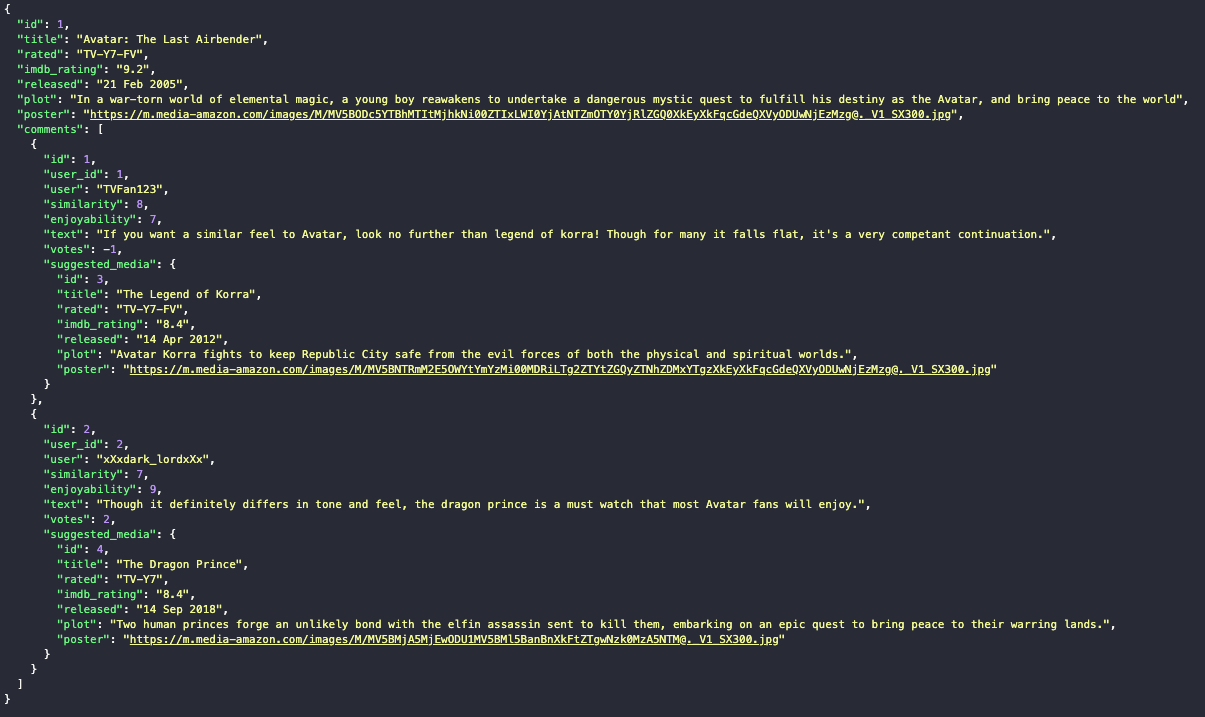 {
  "id": 1,
  "title": "Avatar: The Last Airbender",
  "rated": "TV-Y7-FV",
  "imdb_rating": "9.2",
  "released": "21 Feb 2005",
  "plot": "In a war-torn world of elemental magic, a young boy reawakens to undertake a dangerous mystic quest to fulfill his destiny as the Avatar, and bring peace to the world",
  "poster": "https://m.media-amazon.com/images/M/MV5BODc5YTBhMTItMjhkNi00ZTIxLWI0YjAtNTZmOTY0YjRlZGQ0XkEyXkFqcGdeQXVyODUwNjEzMzg@._V1_SX300.jpg",
  "comments": [
    {
      "id": 1,
      "user_id": 1,
      "user": "TVFan123",
      "similarity": 8,
      "enjoyability": 7,
      "text": "If you want a similar feel to Avatar, look no further than legend of korra! Though for many it falls flat, it's a very competant continuation.",
      "votes": -1,
      "suggested_media": {
        "id": 3,
        "title": "The Legend of Korra",
        "rated": "TV-Y7-FV",
        "imdb_rating": "8.4",
        "released": "14 Apr 2012",
        "plot": "Avatar Korra fights to keep Republic City safe from the evil forces of both the physical and spiritual worlds.",
        "poster": "https://m.media-amazon.com/images/M/MV5BNTRmM2E5OWYtYmYzMi00MDRiLTg2ZTYtZGQyZTNhZDMxYTgzXkEyXkFqcGdeQXVyODUwNjEzMzg@._V1_SX300.jpg"
      }
    },
    {
      "id": 2,
      "user_id": 2,
      "user": "xXxdark_lordxXx",
      "similarity": 7,
      "enjoyability": 9,
      "text": "Though it definitely differs in tone and feel, the dragon prince is a must watch that most Avatar fans will enjoy.",
      "votes": 2,
      "suggested_media": {
        "id": 4,
        "title": "The Dragon Prince",
        "rated": "TV-Y7",
        "imdb_rating": "8.4",
        "released": "14 Sep 2018",
        "plot": "Two human princes forge an unlikely bond with the elfin assassin sent to kill them, embarking on an epic quest to bring peace to their warring lands.",
        "poster": "https://m.media-amazon.com/images/M/MV5BMjA5MjEwODU1MV5BMl5BanBnXkFtZTgwNzk0MzA5NTM@._V1_SX300.jpg"
      }
    }
  ]
}